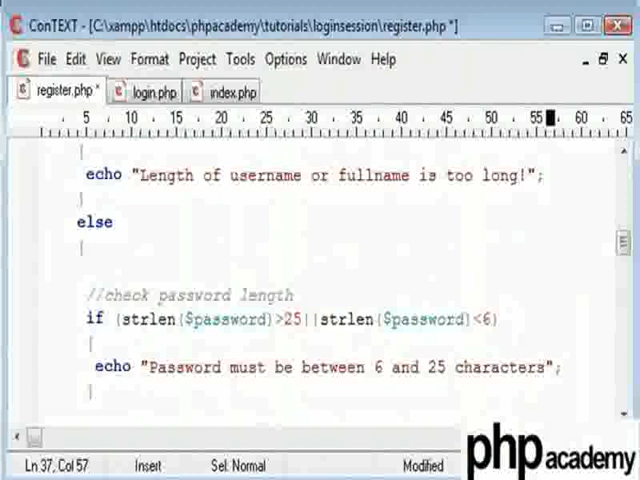 ConTEXT - [C:\xampp\htdocs\phpacademy\tutorials\loginsession\register.php *]
File Edit View Format Project Tools Options Window Help
register.php * login.php index.php
5 10 15 20 25 30 35 40 45 50 55 60 65
}
echo "Length of username or fullname is too long!";
}
else
{
//check password length
if (strlen($password)>25||strlen($password)<6)
{
echo "Password must be between 6 and 25 characters";
}
Ln 37, Col 57 Insert Sel: Normal Modified
php academy